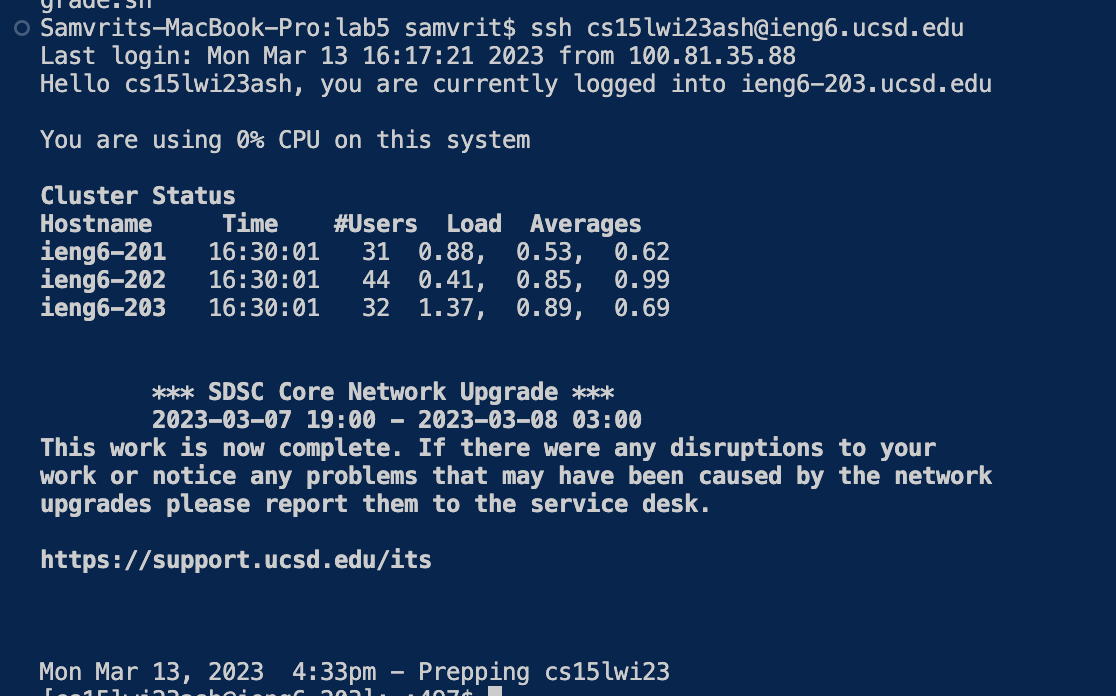 grade.sh
Samvrits-MacBook-Pro:lab5 samvrit$ ssh cs15lwi23ash@ieng6.ucsd.edu
Last login: Mon Mar 13 16:17:21 2023 from 100.81.35.88
Hello cs15lwi23ash, you are currently logged into ieng6-203.ucsd.edu

You are using 0% CPU on this system

Cluster Status
Hostname     Time    #Users  Load  Averages
ieng6-201   16:30:01   31  0.88,  0.53,  0.62
ieng6-202   16:30:01   44  0.41,  0.85,  0.99
ieng6-203   16:30:01   32  1.37,  0.89,  0.69

        *** SDSC Core Network Upgrade ***
        2023-03-07 19:00 - 2023-03-08 03:00
This work is now complete. If there were any disruptions to your
work or notice any problems that may have been caused by the network
upgrades please report them to the service desk.

https://support.ucsd.edu/its

Mon Mar 13, 2023  4:33pm - Prepping cs15lwi23
[cs15lwi23ash@ieng6-203]:~:497$